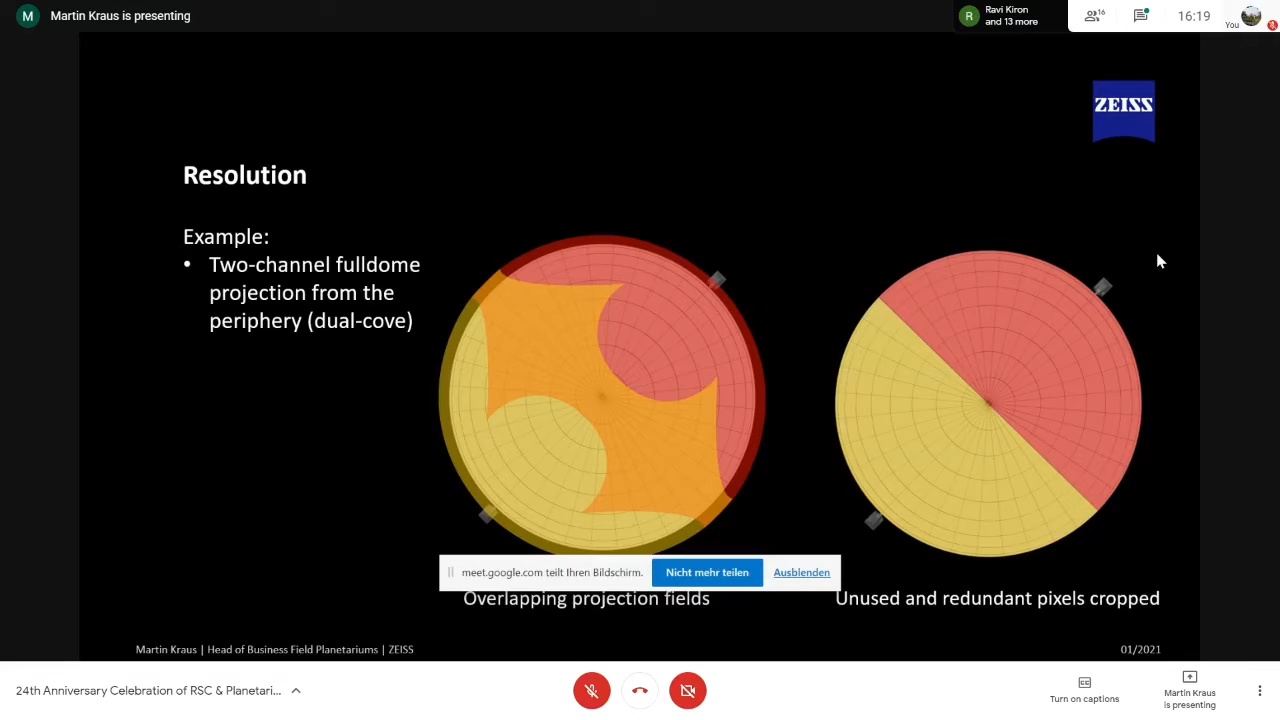 M Martin Kraus is presenting
R Ravi Kiron
and 13 more
16
16:19
You
ZEISS
Resolution
Example:
• Two-channel fulldome
projection from the
periphery (dual-cove)
meet.google.com teilt Ihren Bildschirm. Nicht mehr teilen Ausblenden
Overlapping projection fields
Unused and redundant pixels cropped
Martin Kraus | Head of Business Field Planetariums | ZEISS
01/2021
24th Anniversary Celebration of RSC & Planetari...
Turn on captions
Martin Kraus
is presenting